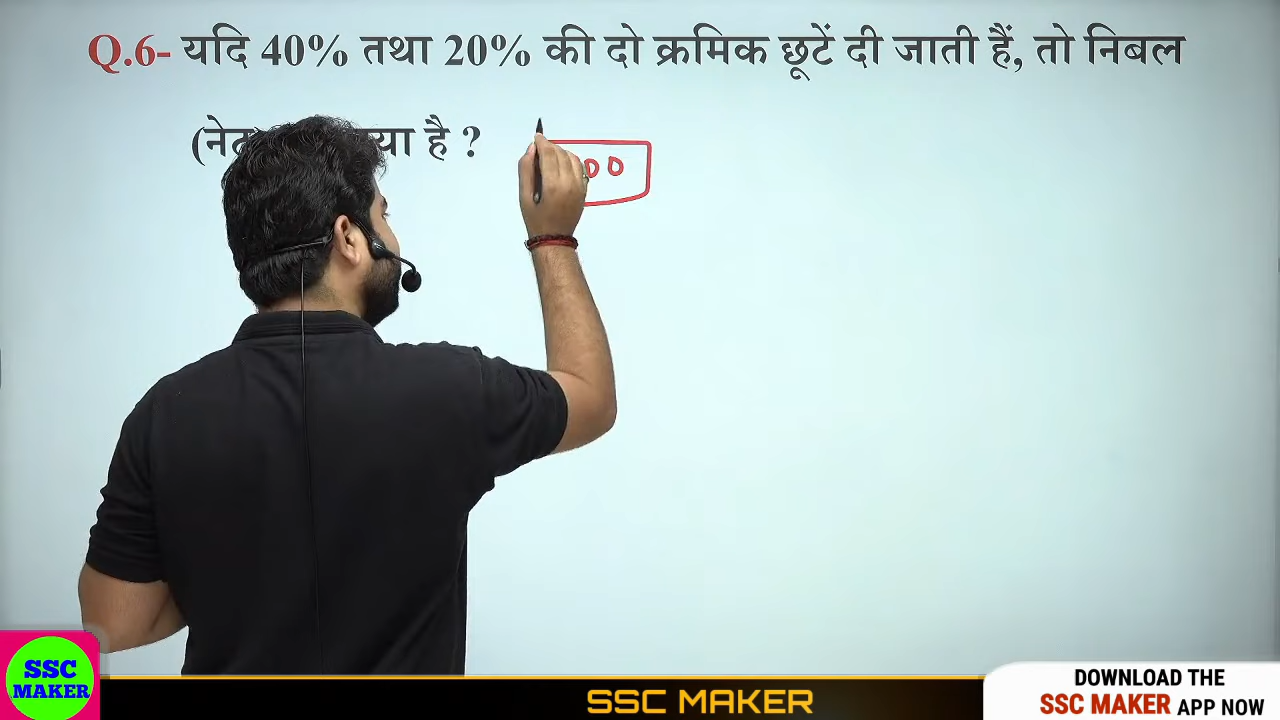 Q.6- यदि 40% तथा 20% की दो क्रमिक छूटें दी जाती हैं, तो निबल
है ?
00
SSC
MAKER
SSC MAKER
DOWNLOAD THE
SSC MAKER APP NOW